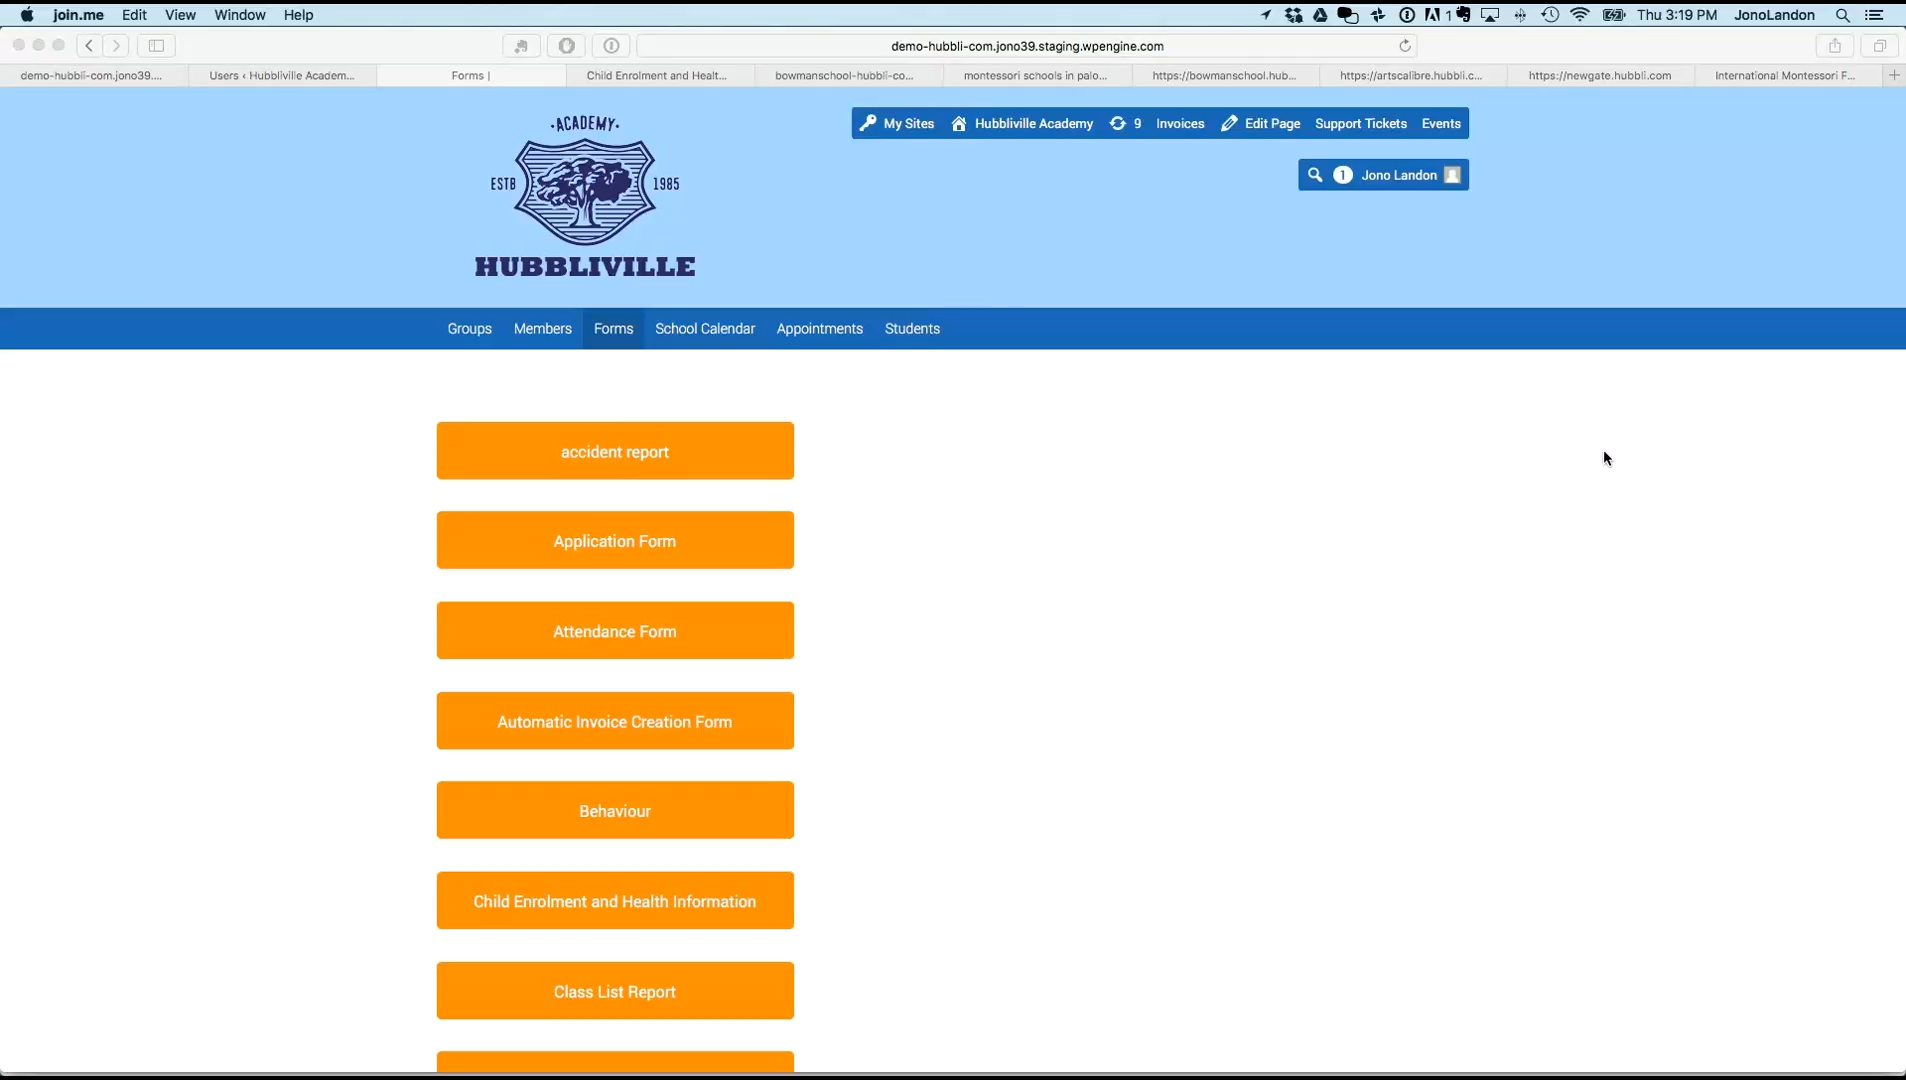 join.me Edit View Window Help 1 Thu 3:19 PM JonoLandon
demo-hubbli-com.jono39.staging.wpengine.com
demo-hubbli-com.jono39.... Users ‹ Hubbliville Academ... Forms | Child Enrolment and Healt... bowmanschool-hubbli-co... montessori schools in palo... https://bowmanschool.hub... https://artscalibre.hubbli.c... https://newgate.hubbli.com International Montessori F...
·ACADEMY·
ESTB 1985
HUBBLIVILLE
My Sites Hubbliville Academy 9 Invoices Edit Page Support Tickets Events
1 Jono Landon
Groups Members Forms School Calendar Appointments Students
accident report
Application Form
Attendance Form
Automatic Invoice Creation Form
Behaviour
Child Enrolment and Health Information
Class List Report